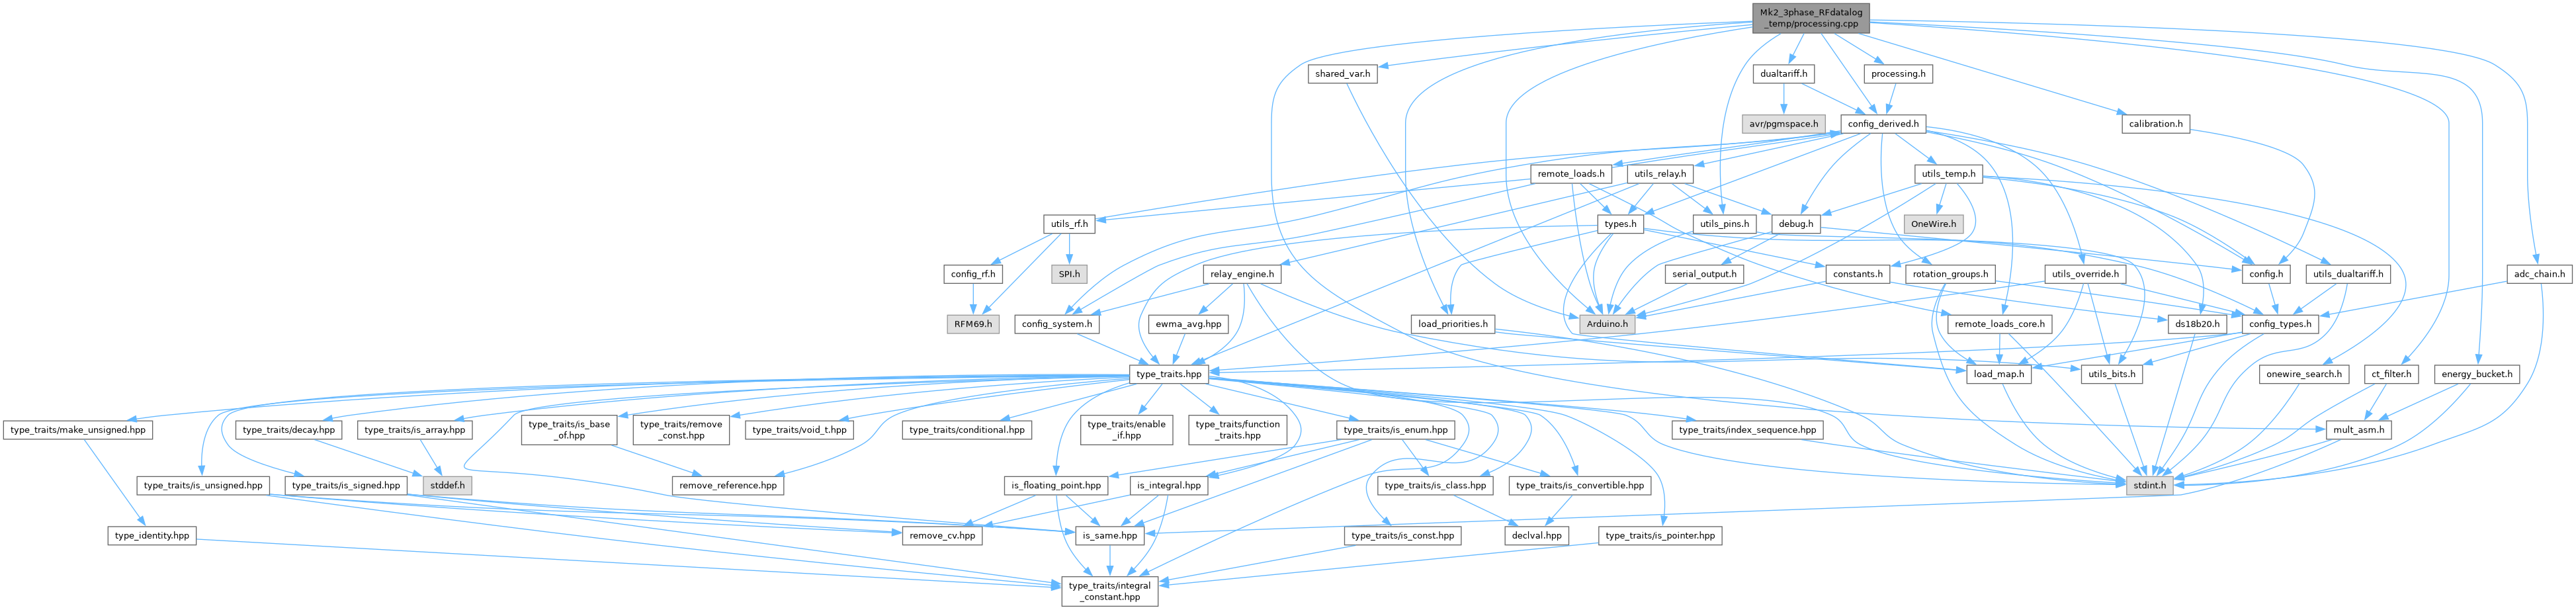 Mk2_3phase_RFdatalog
_temp/processing.cpp
shared_var.h
dualtariff.h
processing.h
avr/pgmspace.h
config_derived.h
calibration.h
remote_loads.h
utils_relay.h
utils_temp.h
utils_rf.h
types.h
utils_pins.h
debug.h
OneWire.h
config_rf.h
SPI.h
relay_engine.h
serial_output.h
constants.h
rotation_groups.h
utils_override.h
config.h
utils_dualtariff.h
adc_chain.h
RFM69.h
config_system.h
ewma_avg.hpp
load_priorities.h
Arduino.h
remote_loads_core.h
ds18b20.h
config_types.h
type_traits.hpp
load_map.h
utils_bits.h
onewire_search.h
ct_filter.h
energy_bucket.h
type_traits/make_unsigned.hpp
type_traits/decay.hpp
type_traits/is_array.hpp
type_traits/is_base
_of.hpp
type_traits/remove
_const.hpp
type_traits/void_t.hpp
type_traits/conditional.hpp
type_traits/enable
_if.hpp
type_traits/function
_traits.hpp
type_traits/is_enum.hpp
type_traits/index_sequence.hpp
mult_asm.h
type_traits/is_unsigned.hpp
type_traits/is_signed.hpp
stddef.h
remove_reference.hpp
is_floating_point.hpp
is_integral.hpp
type_traits/is_class.hpp
type_traits/is_convertible.hpp
stdint.h
type_identity.hpp
remove_cv.hpp
is_same.hpp
type_traits/is_const.hpp
declval.hpp
type_traits/is_pointer.hpp
type_traits/integral
_constant.hpp